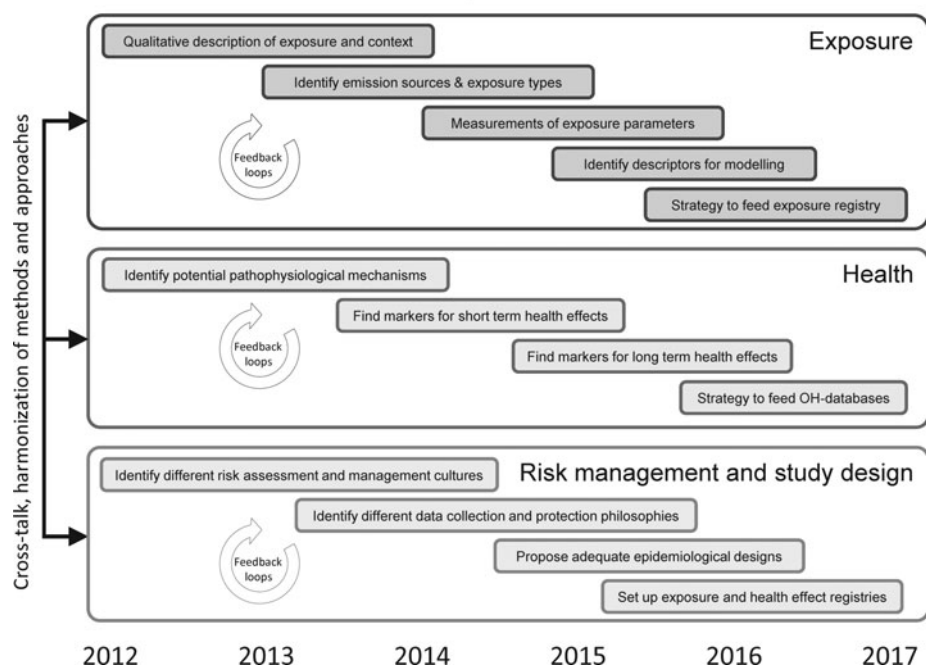 Cross-talk, harmonization of methods and approaches
Exposure
Qualitative description of exposure and context
Identify emission sources & exposure types
Measurements of exposure parameters
Feedback
loops
Identify descriptors for modelling
Strategy to feed exposure registry
Health
Identify potential pathophysiological mechanisms
Find markers for short term health effects
Feedback
loops
Find markers for long term health effects
Strategy to feed OH-databases
Risk management and study design
Identify different risk assessment and management cultures
Identify different data collection and protection philosophies
Feedback
loops
Propose adequate epidemiological designs
Set up exposure and health effect registries
2012 2013 2014 2015 2016 2017